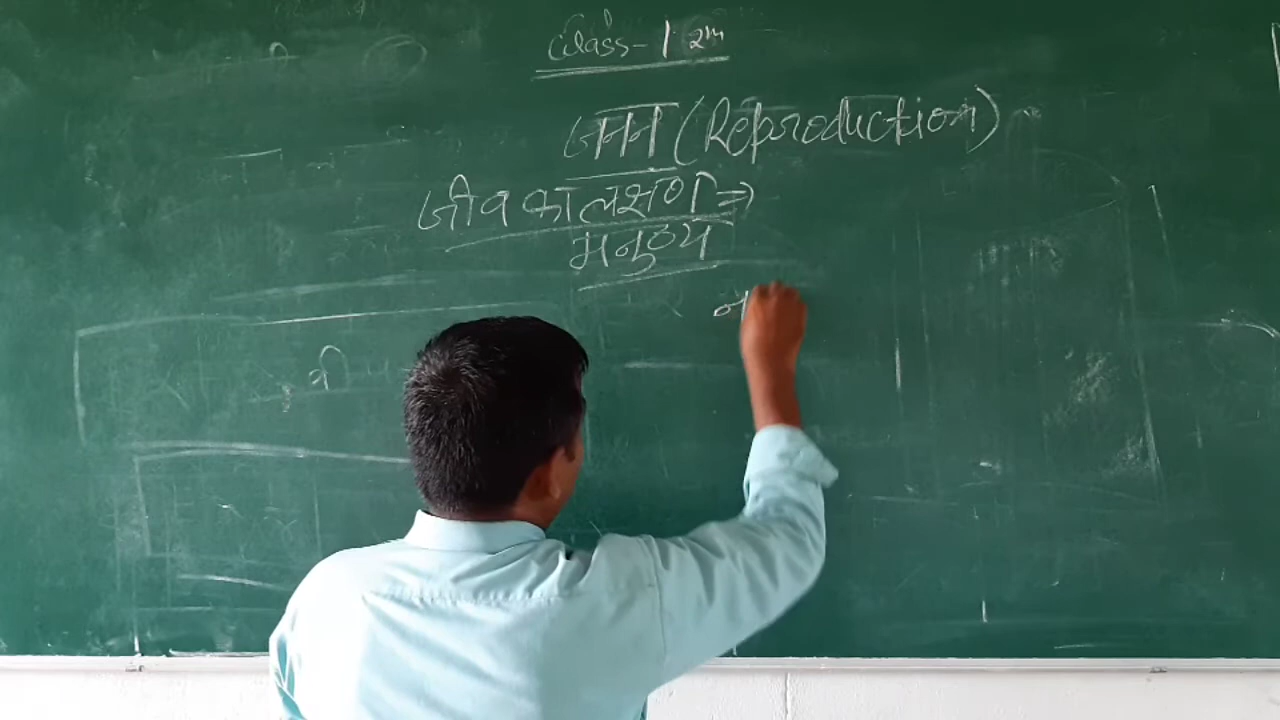 Class-12th
जनन (Reproduction)
जीव का लक्षण ⇒
मनुष्य